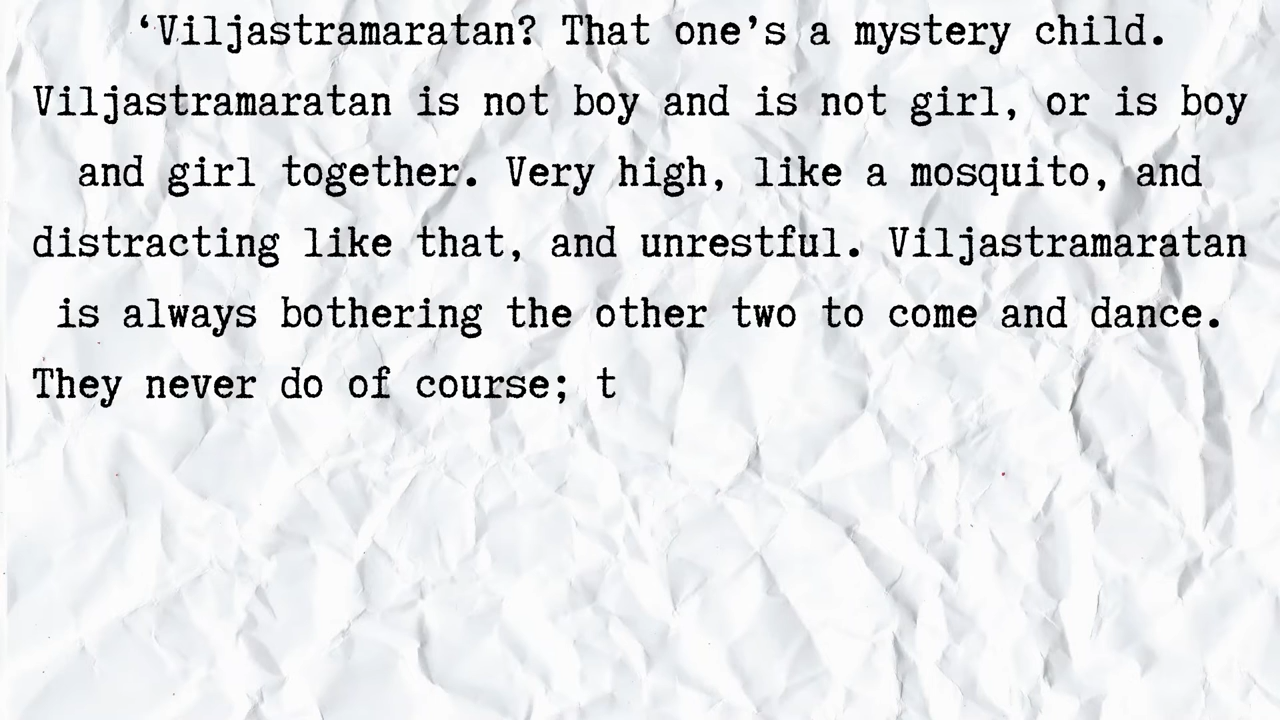 ‘Viljastramaratan? That one’s a mystery child.
Viljastramaratan is not boy and is not girl, or is boy
and girl together. Very high, like a mosquito, and
distracting like that, and unrestful. Viljastramaratan
is always bothering the other two to come and dance.
They never do of course; t